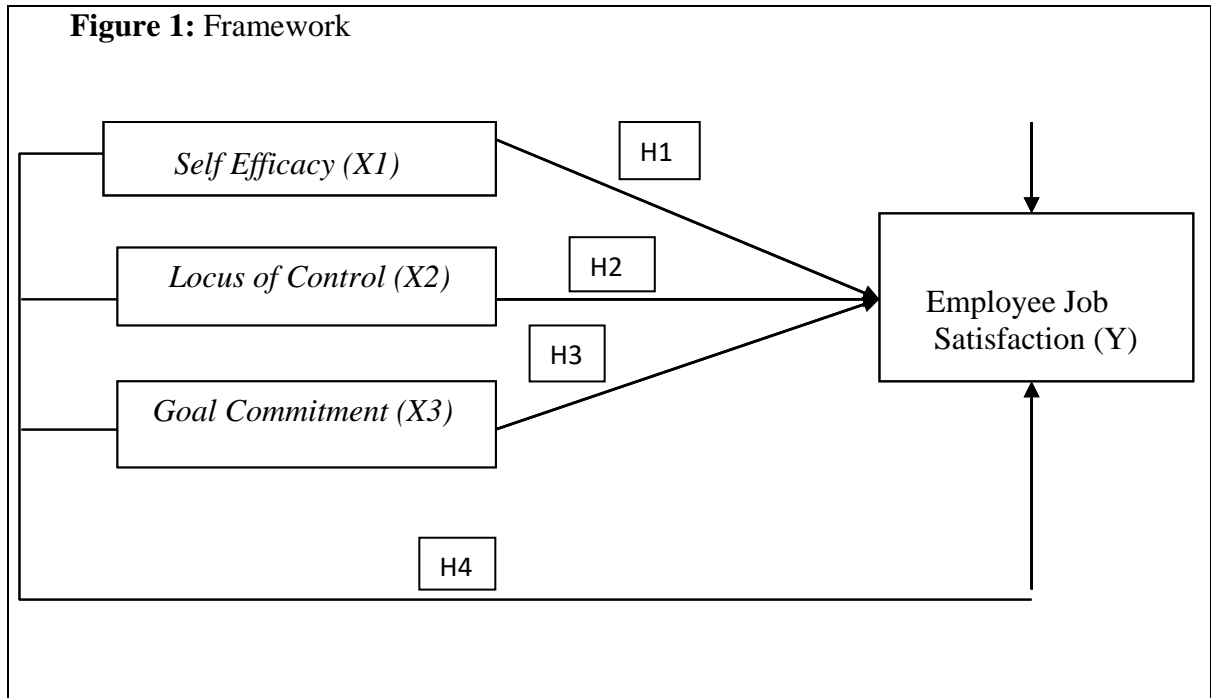 Figure 1: Framework
Self Efficacy (X1)
H1
Locus of Control (X2)
H2
Employee Job
Satisfaction (Y)
H3
Goal Commitment (X3)
H4